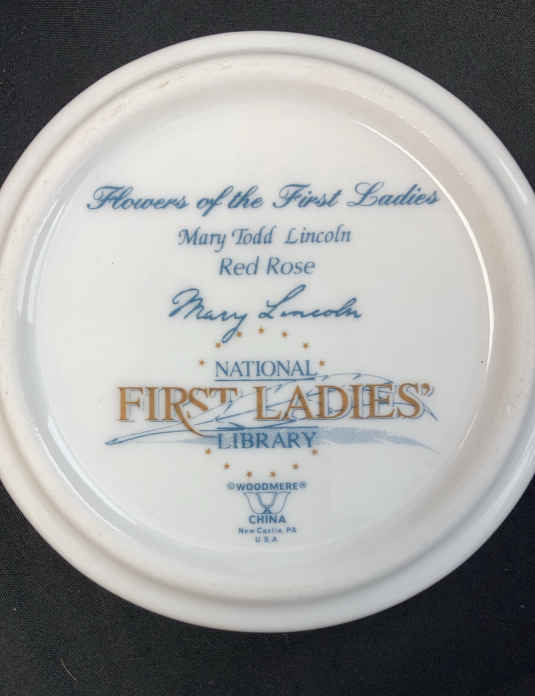 Flowers of the First Ladies
Mary Todd Lincoln
Red Rose
Mary Lincoln
NATIONAL
FIRST LADIES’
LIBRARY
©WOODMERE®
CHINA
New Castle, PA
U.S.A